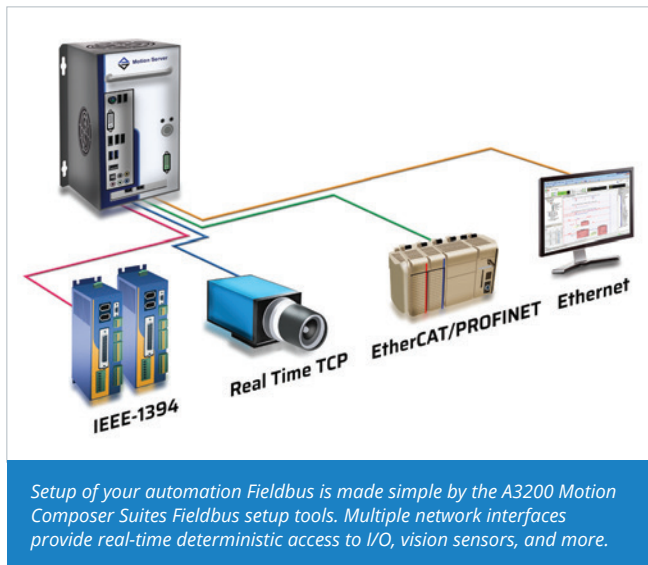 Motion Server
Ethernet
EtherCAT/PROFINET
Real Time TCP
IEEE-1394
Setup of your automation Fieldbus is made simple by the A3200 Motion
Composer Suites Fieldbus setup tools. Multiple network interfaces
provide real-time deterministic access to I/O, vision sensors, and more.